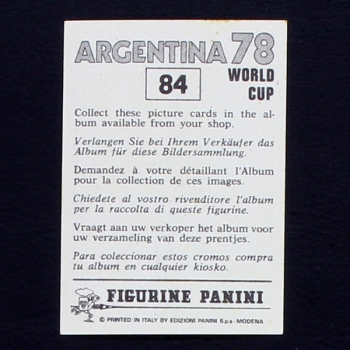 ARGENTINA 78
84
WORLD
CUP
Collect these picture cards in the al-
bum available from your shop.
Verlangen Sie bei Ihrem Verkäufer das
Album für diese Bildersammlung.
Demandez à votre détaillant l'Album
pour la collection de ces images.
Chiedete al vostro rivenditore l'album
per la raccolta di queste figurine.
Vraagt aan uw verkoper het album voor
uw verzameling van deze prentjes.
Para coleccionar estos cromos compra
tu album en cualquier kiosko.
FIGURINE PANINI
© PRINTED IN ITALY BY EDIZIONI PANINI S.p.a - MODENA